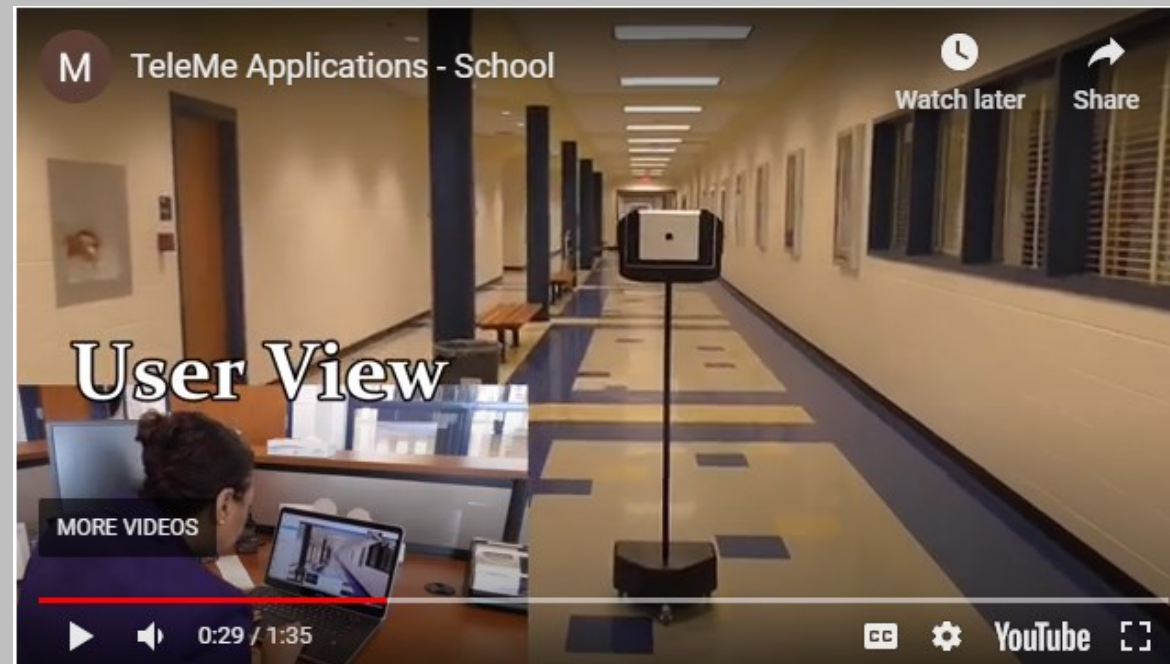 M
TeleMe Applications - School
Watch later
Share
User View
MORE VIDEOS
0:29 / 1:35
CC
YouTube